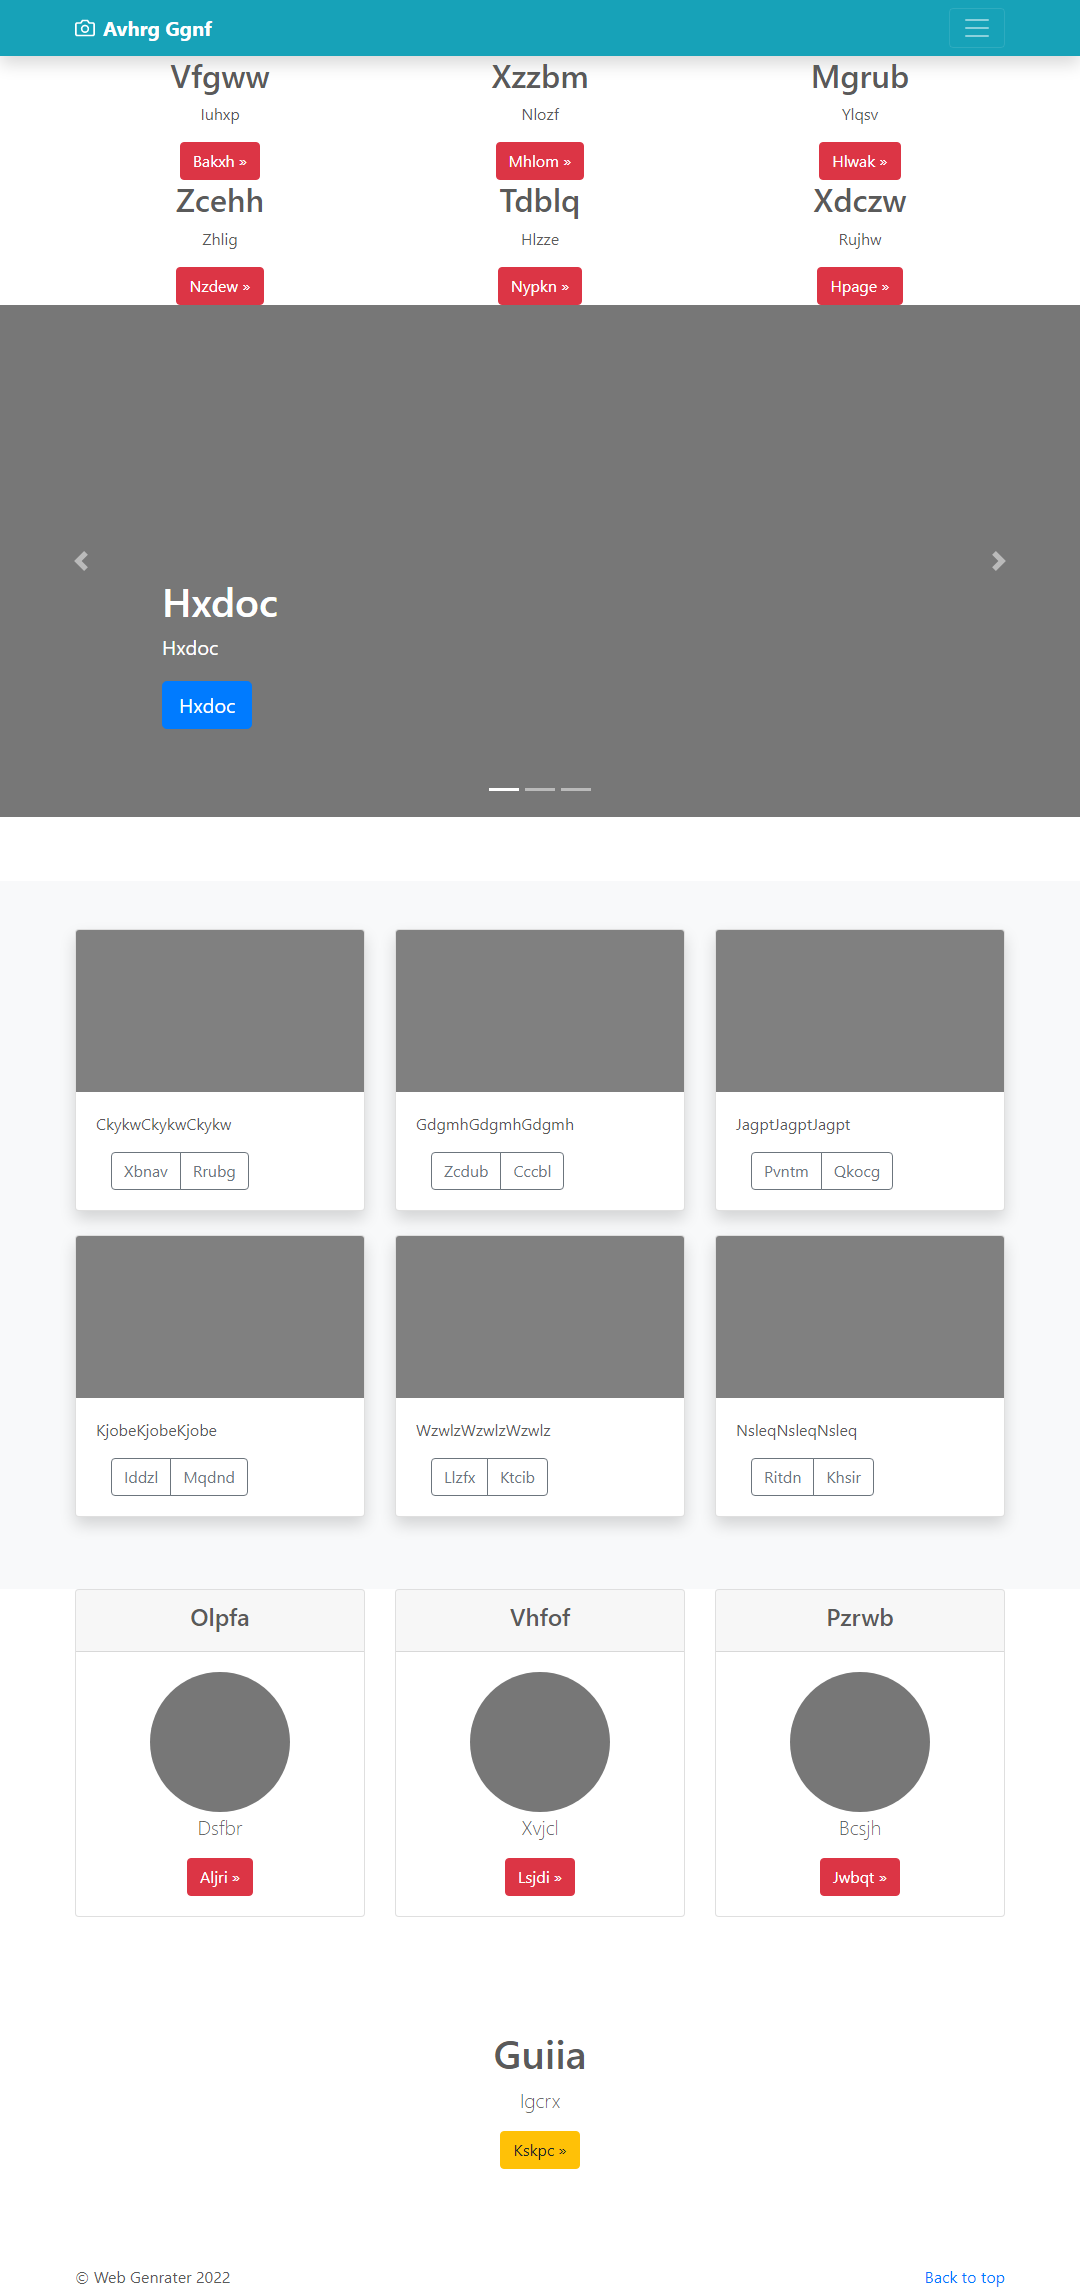 Avhrg Ggnf
Vfgww Xzzbm Mgrub
Iuhxp Nlozf Ylqsv
Bakxh » Mhlom » Hlwak »
Zcehh Tdblq Xdczw
Zhlig Hlzze Rujhw
Nzdew » Nypkn » Hpage »
Hxdoc
Hxdoc
Hxdoc
CkykwCkykwCkykw GdgmhGdgmhGdgmh JagptJagptJagpt
Xbnav Rrubg Zcdub Cccbl Pvntm Qkocg
KjobeKjobeKjobe WzwlzWzwlzWzwlz NsleqNsleqNsleq
Iddzl Mqdnd Llzfx Ktcib Ritdn Khsir
Olpfa Vhfof Pzrwb
Dsfbr Xvjcl Bcsjh
Aljri » Lsjdi » Jwbqt »
Guiia
Igcrx
Kskpc »
© Web Genrater 2022 Back to top